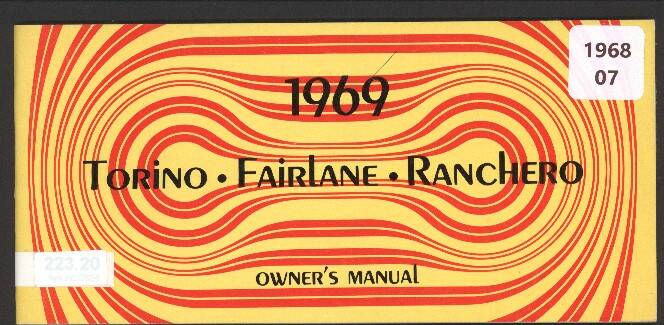 1968
07
1969
TORINO • FAIRLANE • RANCHERO
223.20
OWNER'S MANUAL